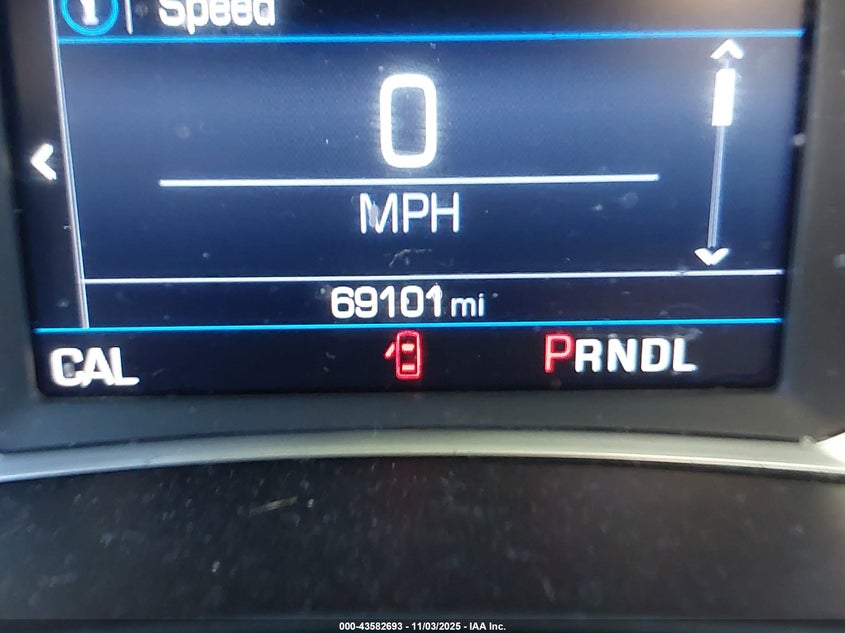 Speed
0
MPH
69101 mi
CAL
PRNDL
000-43582693 - 11/03/2025 - IAA Inc.